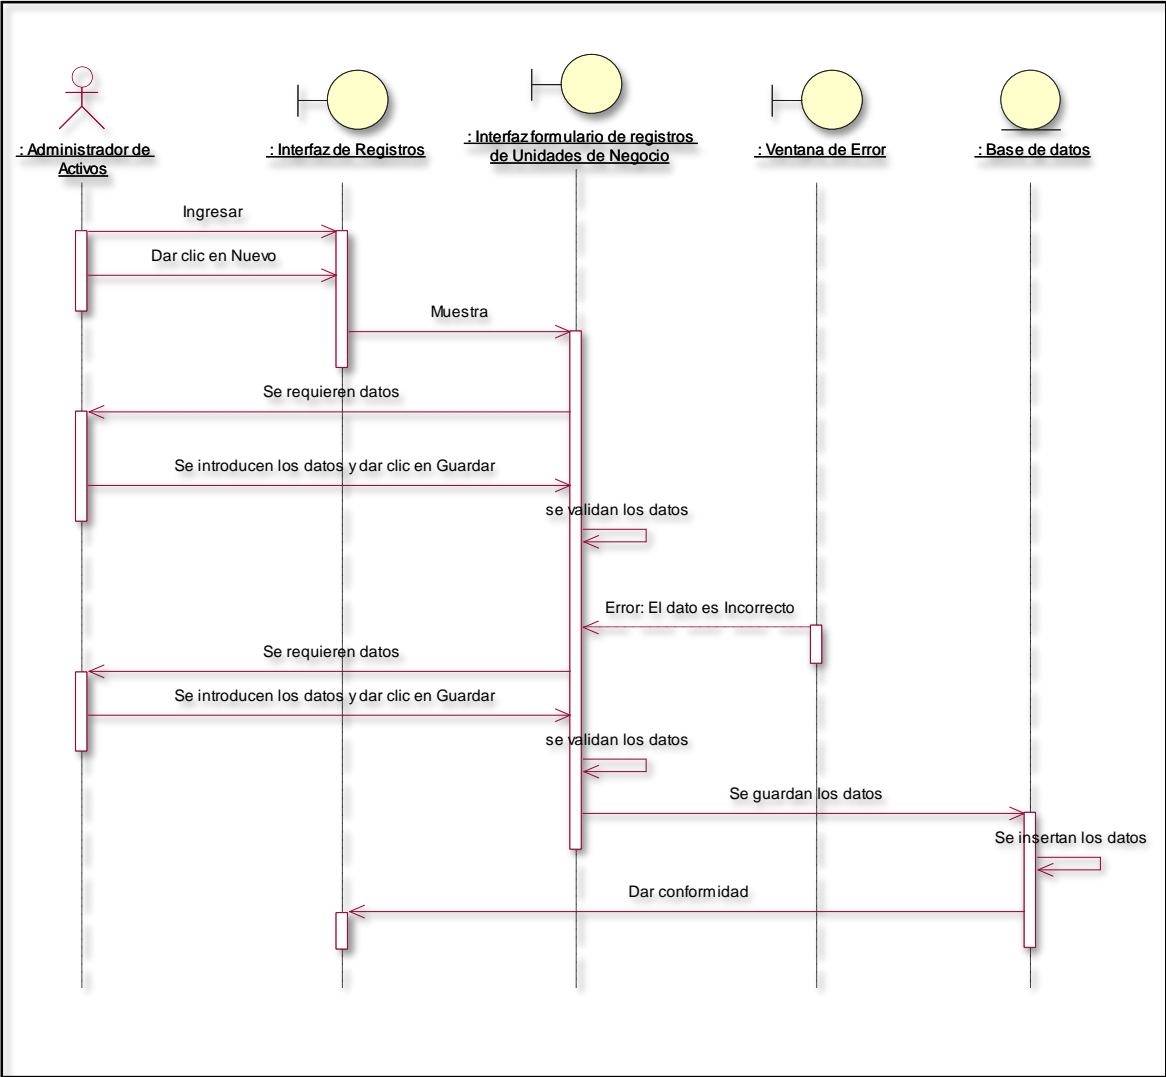 : Administrador de
Activos
: Interfaz de Registros
: Interfaz formulario de registros
de Unidades de Negocio
: Ventana de Error
: Base de datos
Ingresar
Dar clic en Nuevo
Muestra
Se requieren datos
Se introducen los datos y dar clic en Guardar
se validan los datos
Error: El dato es Incorrecto
Se requieren datos
Se introducen los datos y dar clic en Guardar
se validan los datos
Se guardan los datos
Se insertan los datos
Dar conformidad